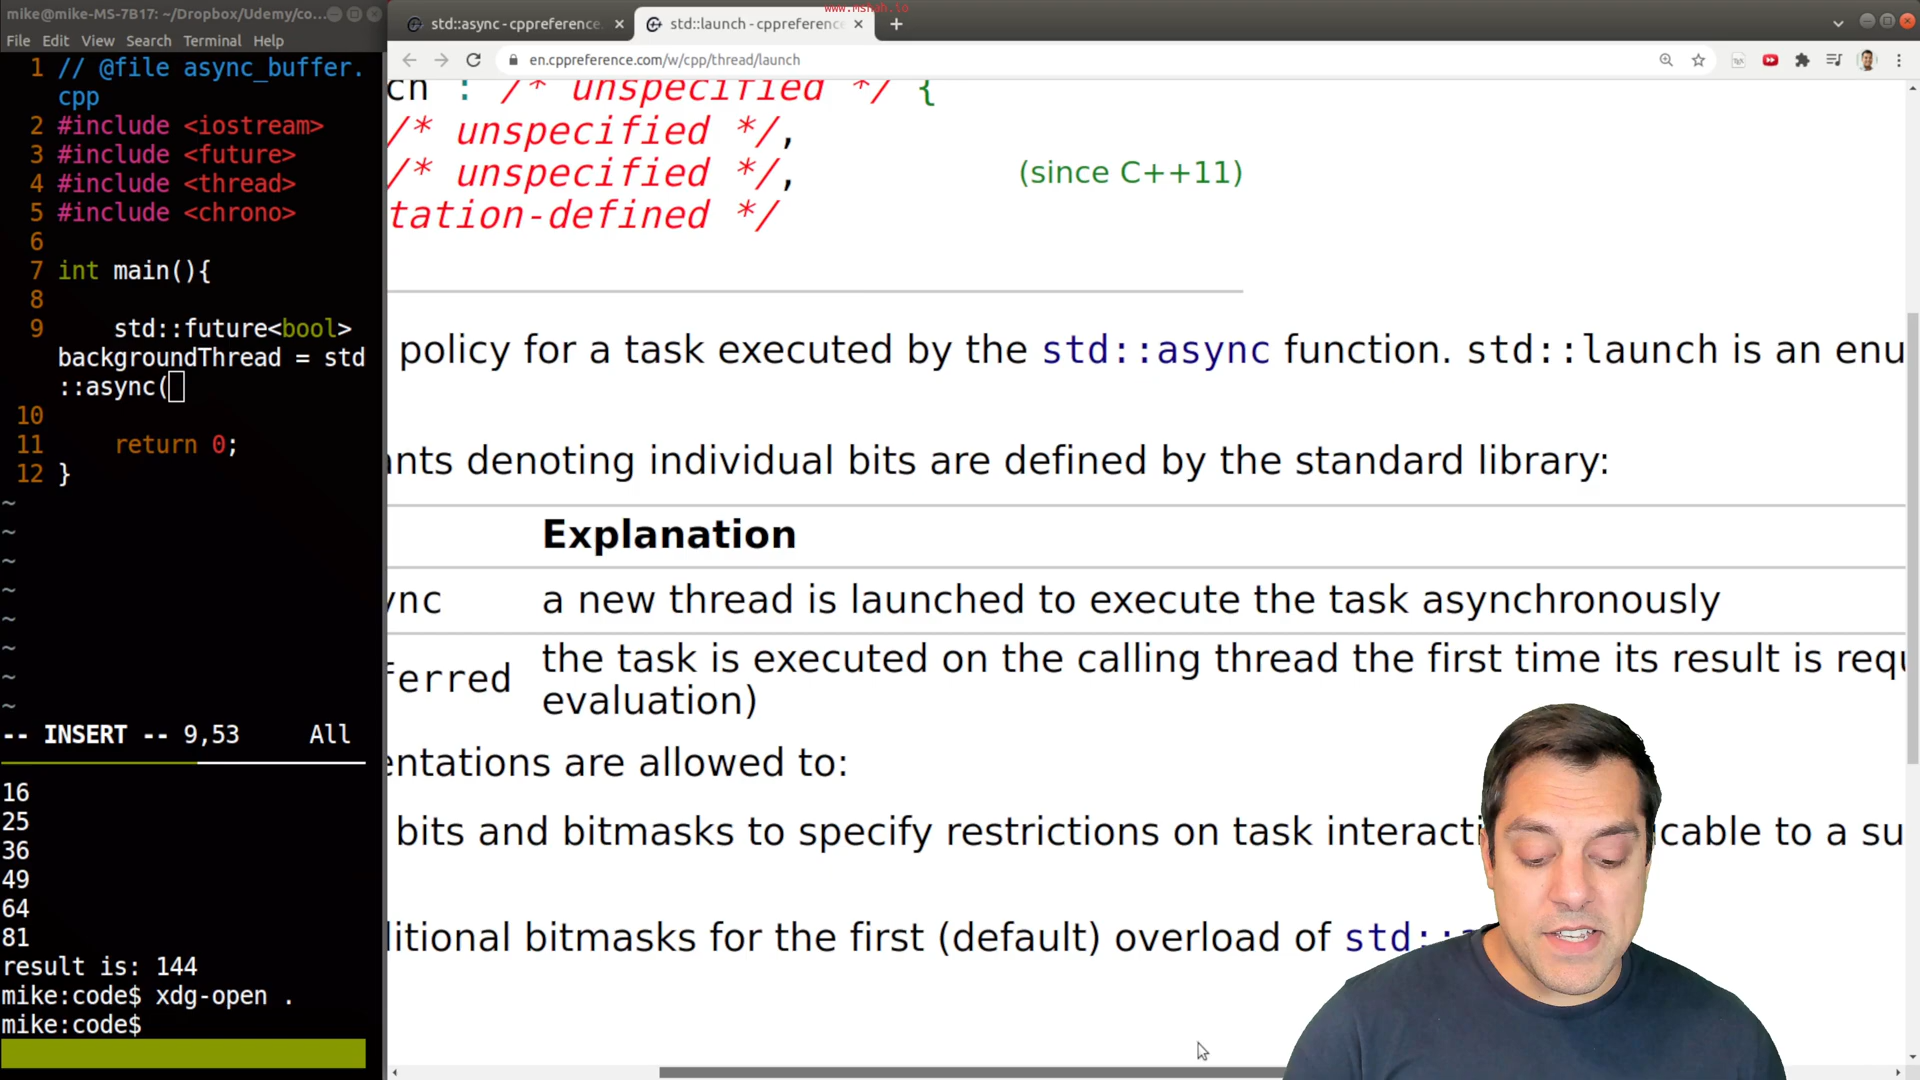 www.mshah.io
mike@mike-MS-7B17: ~/Dropbox/Udemy/co...
File Edit View Search Terminal Help
1 // @file async_buffer.
cpp
2 #include <iostream>
3 #include <future>
4 #include <thread>
5 #include <chrono>
6
7 int main(){
8
9 std::future<bool>
backgroundThread = std
::async(
10
11 return 0;
12 }
~
~
~
~
~
~
~
~
-- INSERT -- 9,53 All
16
25
36
49
64
81
result is: 144
mike:code$ xdg-open .
mike:code$
std::async - cppreference
std::launch - cppreference
en.cppreference.com/w/cpp/thread/launch
ch : /* unspecified */ {
/* unspecified */,
/* unspecified */,
(since C++11)
tation-defined */
policy for a task executed by the std::async function. std::launch is an enu
nts denoting individual bits are defined by the standard library:
Explanation
ync a new thread is launched to execute the task asynchronously
ferred the task is executed on the calling thread the first time its result is requ
evaluation)
entations are allowed to:
bits and bitmasks to specify restrictions on task interacti cable to a su
ditional bitmasks for the first (default) overload of std::a